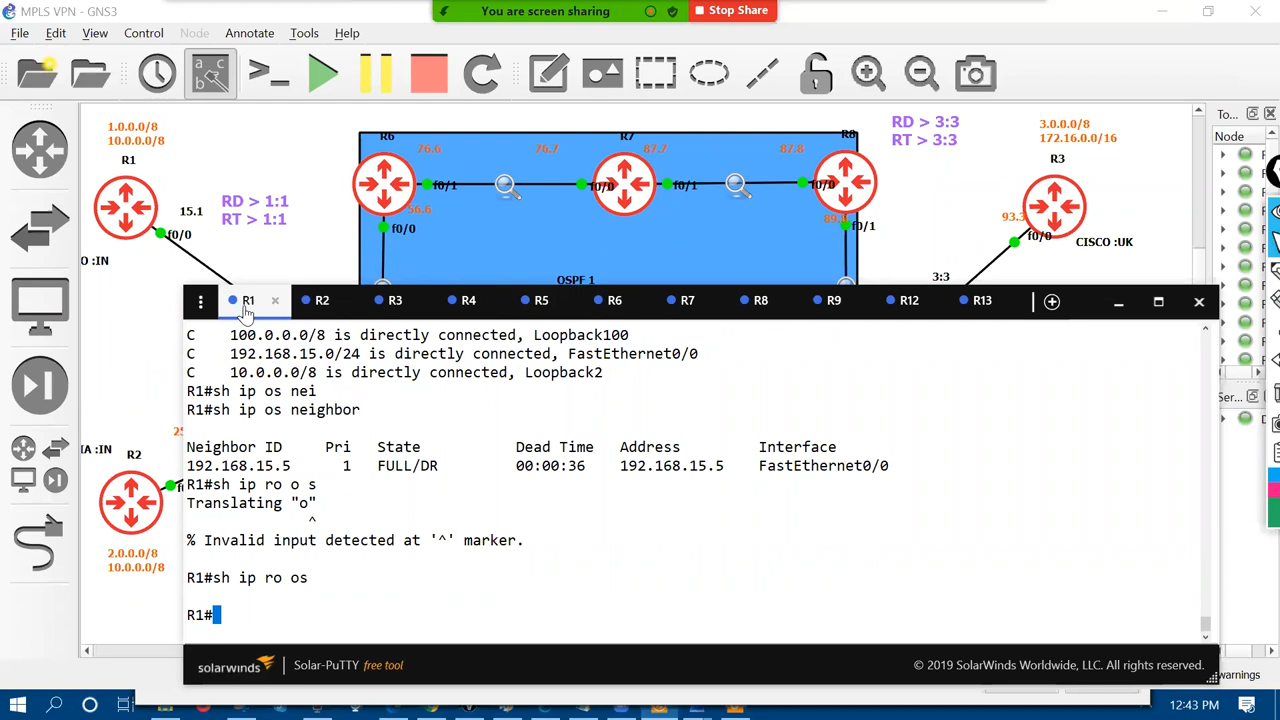 MPLS VPN - GNS3
You are screen sharing
Stop Share
File Edit View Control Node Annotate Tools Help
1.0.0.0/8
10.0.0.0/8
R1
15.1
f0/0
O :IN
RD > 1:1
RT > 1:1
R6
76.6
f0/1
56.6
f0/0
R7
76.7
f0/0
87.7
f0/1
87.8
R8
f0/0
f0/1
OSPF 1
RD > 3:3
RT > 3:3
3.0.0.0/8
172.16.0.0/16
R3
93.3
f0/0
CISCO :UK
3:3
To...
Node
Ser...
IA :IN
R2
2.0.0.0/8
10.0.0.0/8
R1 R2 R3 R4 R5 R6 R7 R8 R9 R12 R13
C 100.0.0.0/8 is directly connected, Loopback100
C 192.168.15.0/24 is directly connected, FastEthernet0/0
C 10.0.0.0/8 is directly connected, Loopback2
R1#sh ip os nei
R1#sh ip os neighbor
Neighbor ID Pri State Dead Time Address Interface
192.168.15.5 1 FULL/DR 00:00:36 192.168.15.5 FastEthernet0/0
R1#sh ip ro o s
Translating "o"
^
% Invalid input detected at '^' marker.
R1#sh ip ro os
R1#
solarwinds Solar-PuTTY free tool © 2019 SolarWinds Worldwide, LLC. All rights reserved.
warnings
12:43 PM